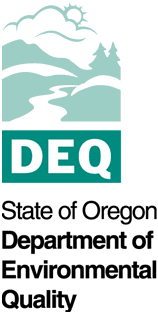 DEQ
State of Oregon
Department of
Environmental
Quality